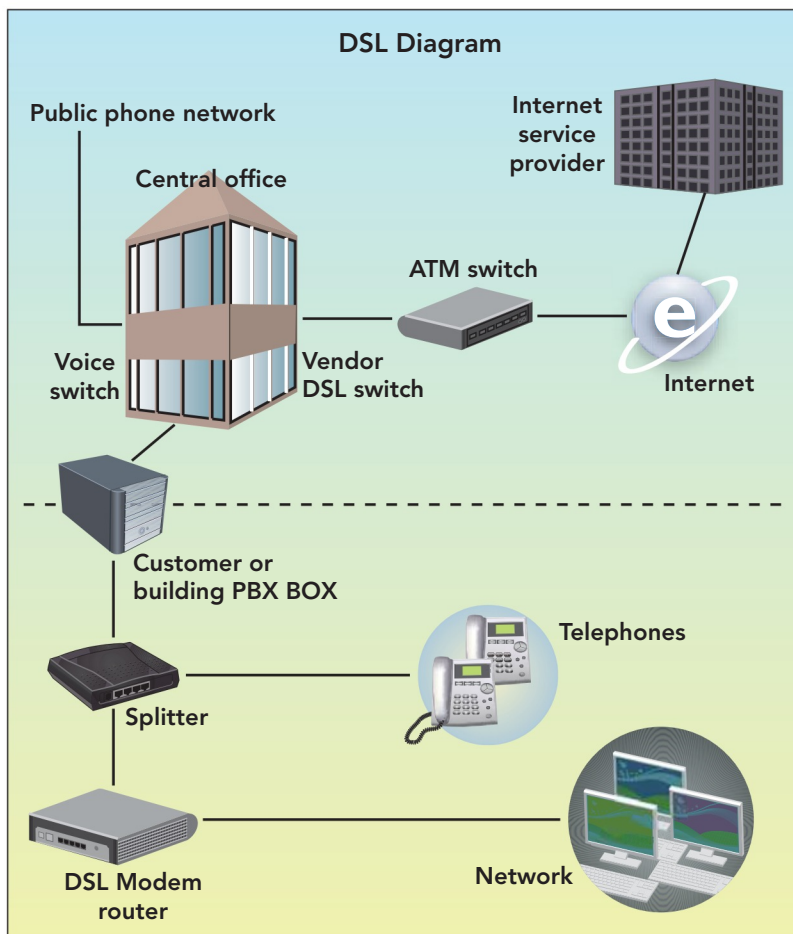 DSL Diagram
Public phone network
Internet
service
provider
Central office
ATM switch
e
Internet
Voice
switch
Vendor
DSL switch
Customer or
building PBX BOX
Telephones
Splitter
Network
DSL Modem
router